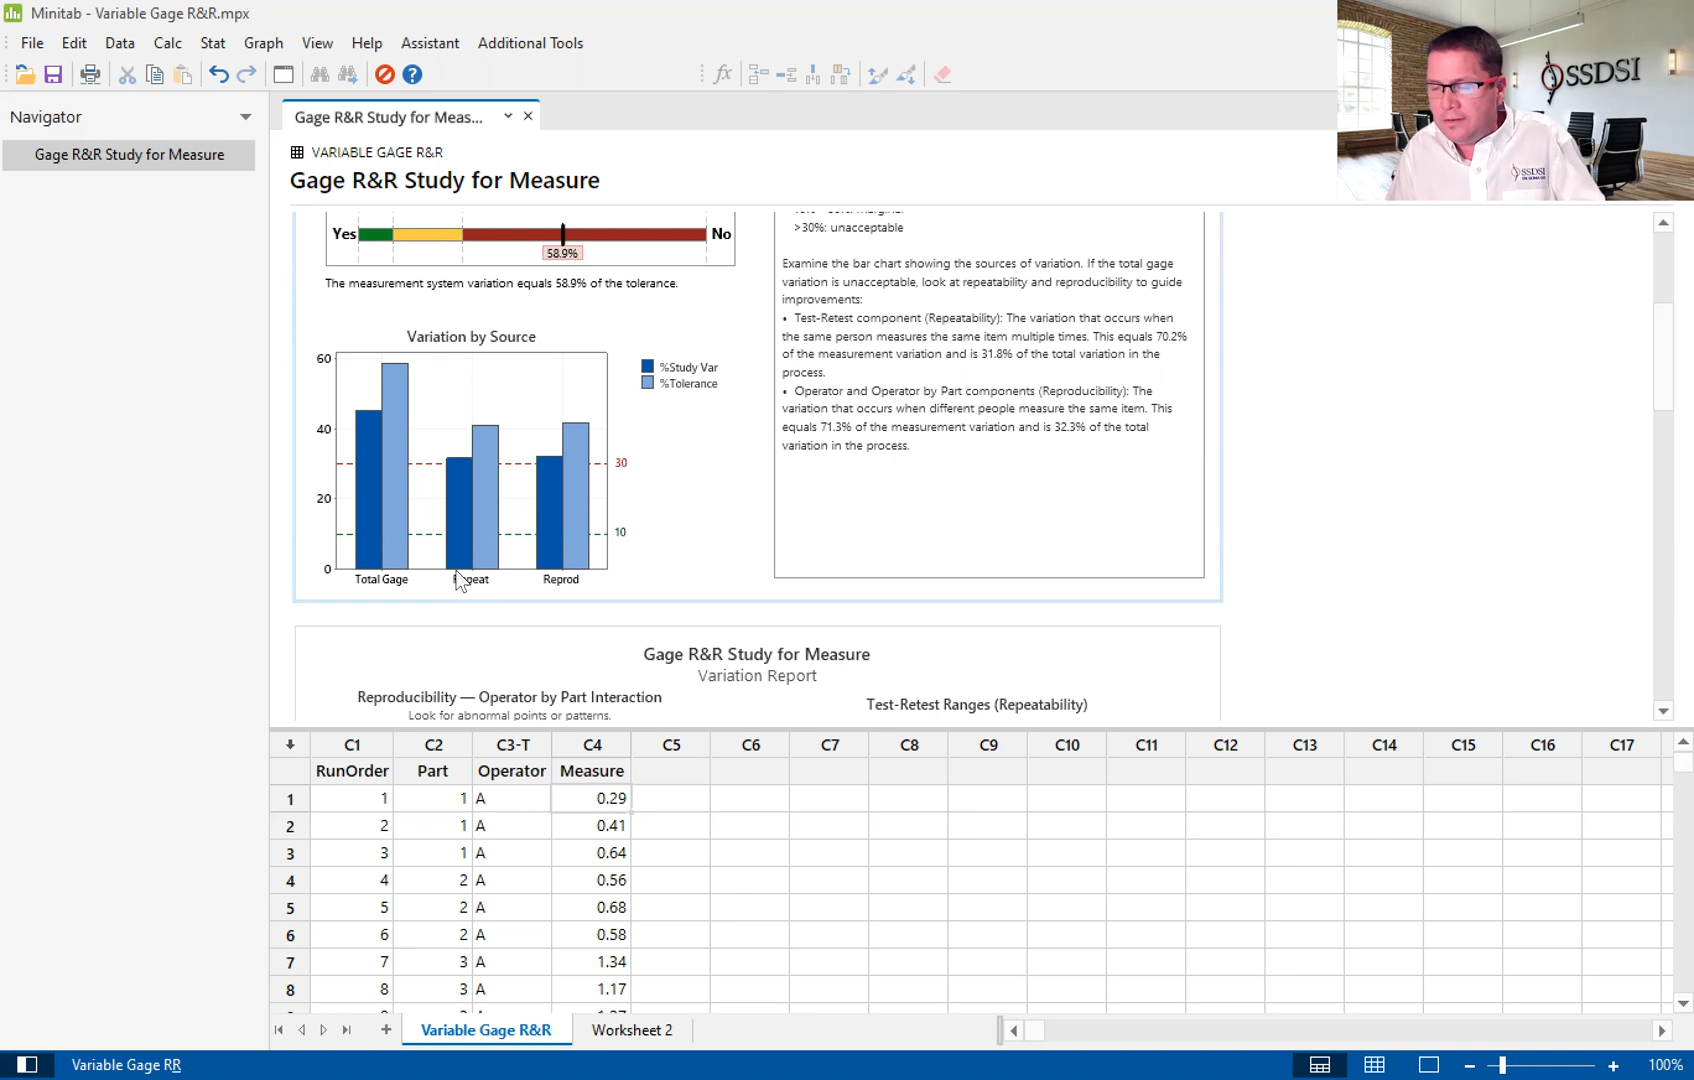 Minitab - Variable Gage R&R.mpx
File Edit Data Calc Stat Graph View Help Assistant Additional Tools
fx
SSDSI
SSDSI
Navigator
Gage R&R Study for Measure
Gage R&R Study for Meas...
VARIABLE GAGE R&R
Gage R&R Study for Measure
Yes No
58.9%
The measurement system variation equals 58.9% of the tolerance.
Variation by Source
60
40
20
0
30
10
Total Gage Reprod
%Study Var
%Tolerance
>30%: unacceptable
Examine the bar chart showing the sources of variation. If the total gage
variation is unacceptable, look at repeatability and reproducibility to guide
improvements:
• Test-Retest component (Repeatability): The variation that occurs when
the same person measures the same item multiple times. This equals 70.2%
of the measurement variation and is 31.8% of the total variation in the
process.
• Operator and Operator by Part components (Reproducibility): The
variation that occurs when different people measure the same item. This
equals 71.3% of the measurement variation and is 32.3% of the total
variation in the process.
Gage R&R Study for Measure
Variation Report
Reproducibility — Operator by Part Interaction
Look for abnormal points or patterns.
Test-Retest Ranges (Repeatability)
C1 C2 C3-T C4 C5 C6 C7 C8 C9 C10 C11 C12 C13 C14 C15 C16 C17
RunOrder Part Operator Measure
1 1 1 A 0.29
2 2 1 A 0.41
3 3 1 A 0.64
4 4 2 A 0.56
5 5 2 A 0.68
6 6 2 A 0.58
7 7 3 A 1.34
8 8 3 A 1.17
Variable Gage R&R Worksheet 2
Variable Gage RR
100%